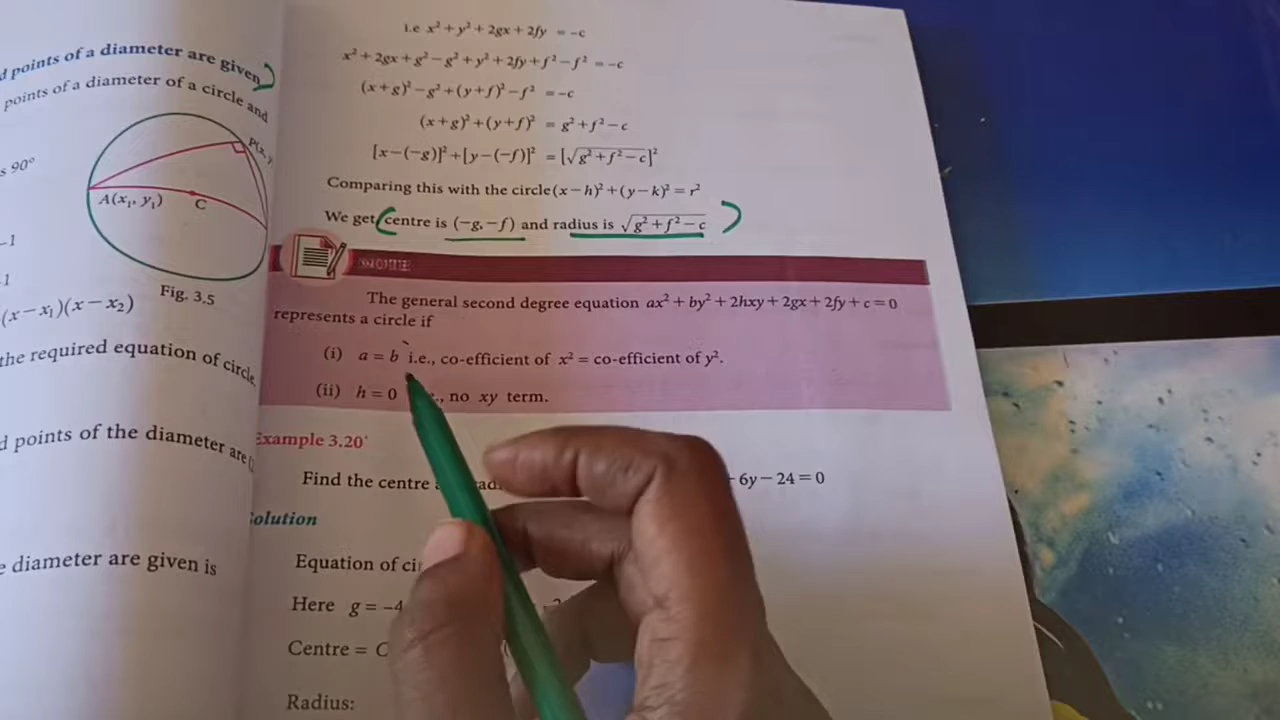 d points of a diameter are given
points of a diameter of a circle and
s 90°
P(x, y
A(x₁, y₁)
C
–1
Fig. 3.5
(x – x₁)(x – x₂)
the required equation of circle.
d points of the diameter are (
e diameter are given is
i.e x² + y² + 2gx + 2fy = –c
x² + 2gx + g² – g² + y² + 2fy + f² – f² = –c
(x + g)² – g² + (y + f)² – f² = –c
(x + g)² + (y + f)² = g² + f² – c
[x – (–g)]² + [y – (–f)]² = [√g² + f² – c]²
Comparing this with the circle (x – h)² + (y – k)² = r²
We get centre is (–g, –f) and radius is √g² + f² – c
NOTE
The general second degree equation ax² + by² + 2hxy + 2gx + 2fy + c = 0
represents a circle if
(i) a = b i.e., co-efficient of x² = co-efficient of y².
(ii) h = 0 ., no xy term.
Example 3.20
Find the centre rad 6y – 24 = 0
Solution
Equation of ci
Here g = –4
Centre = C
Radius: